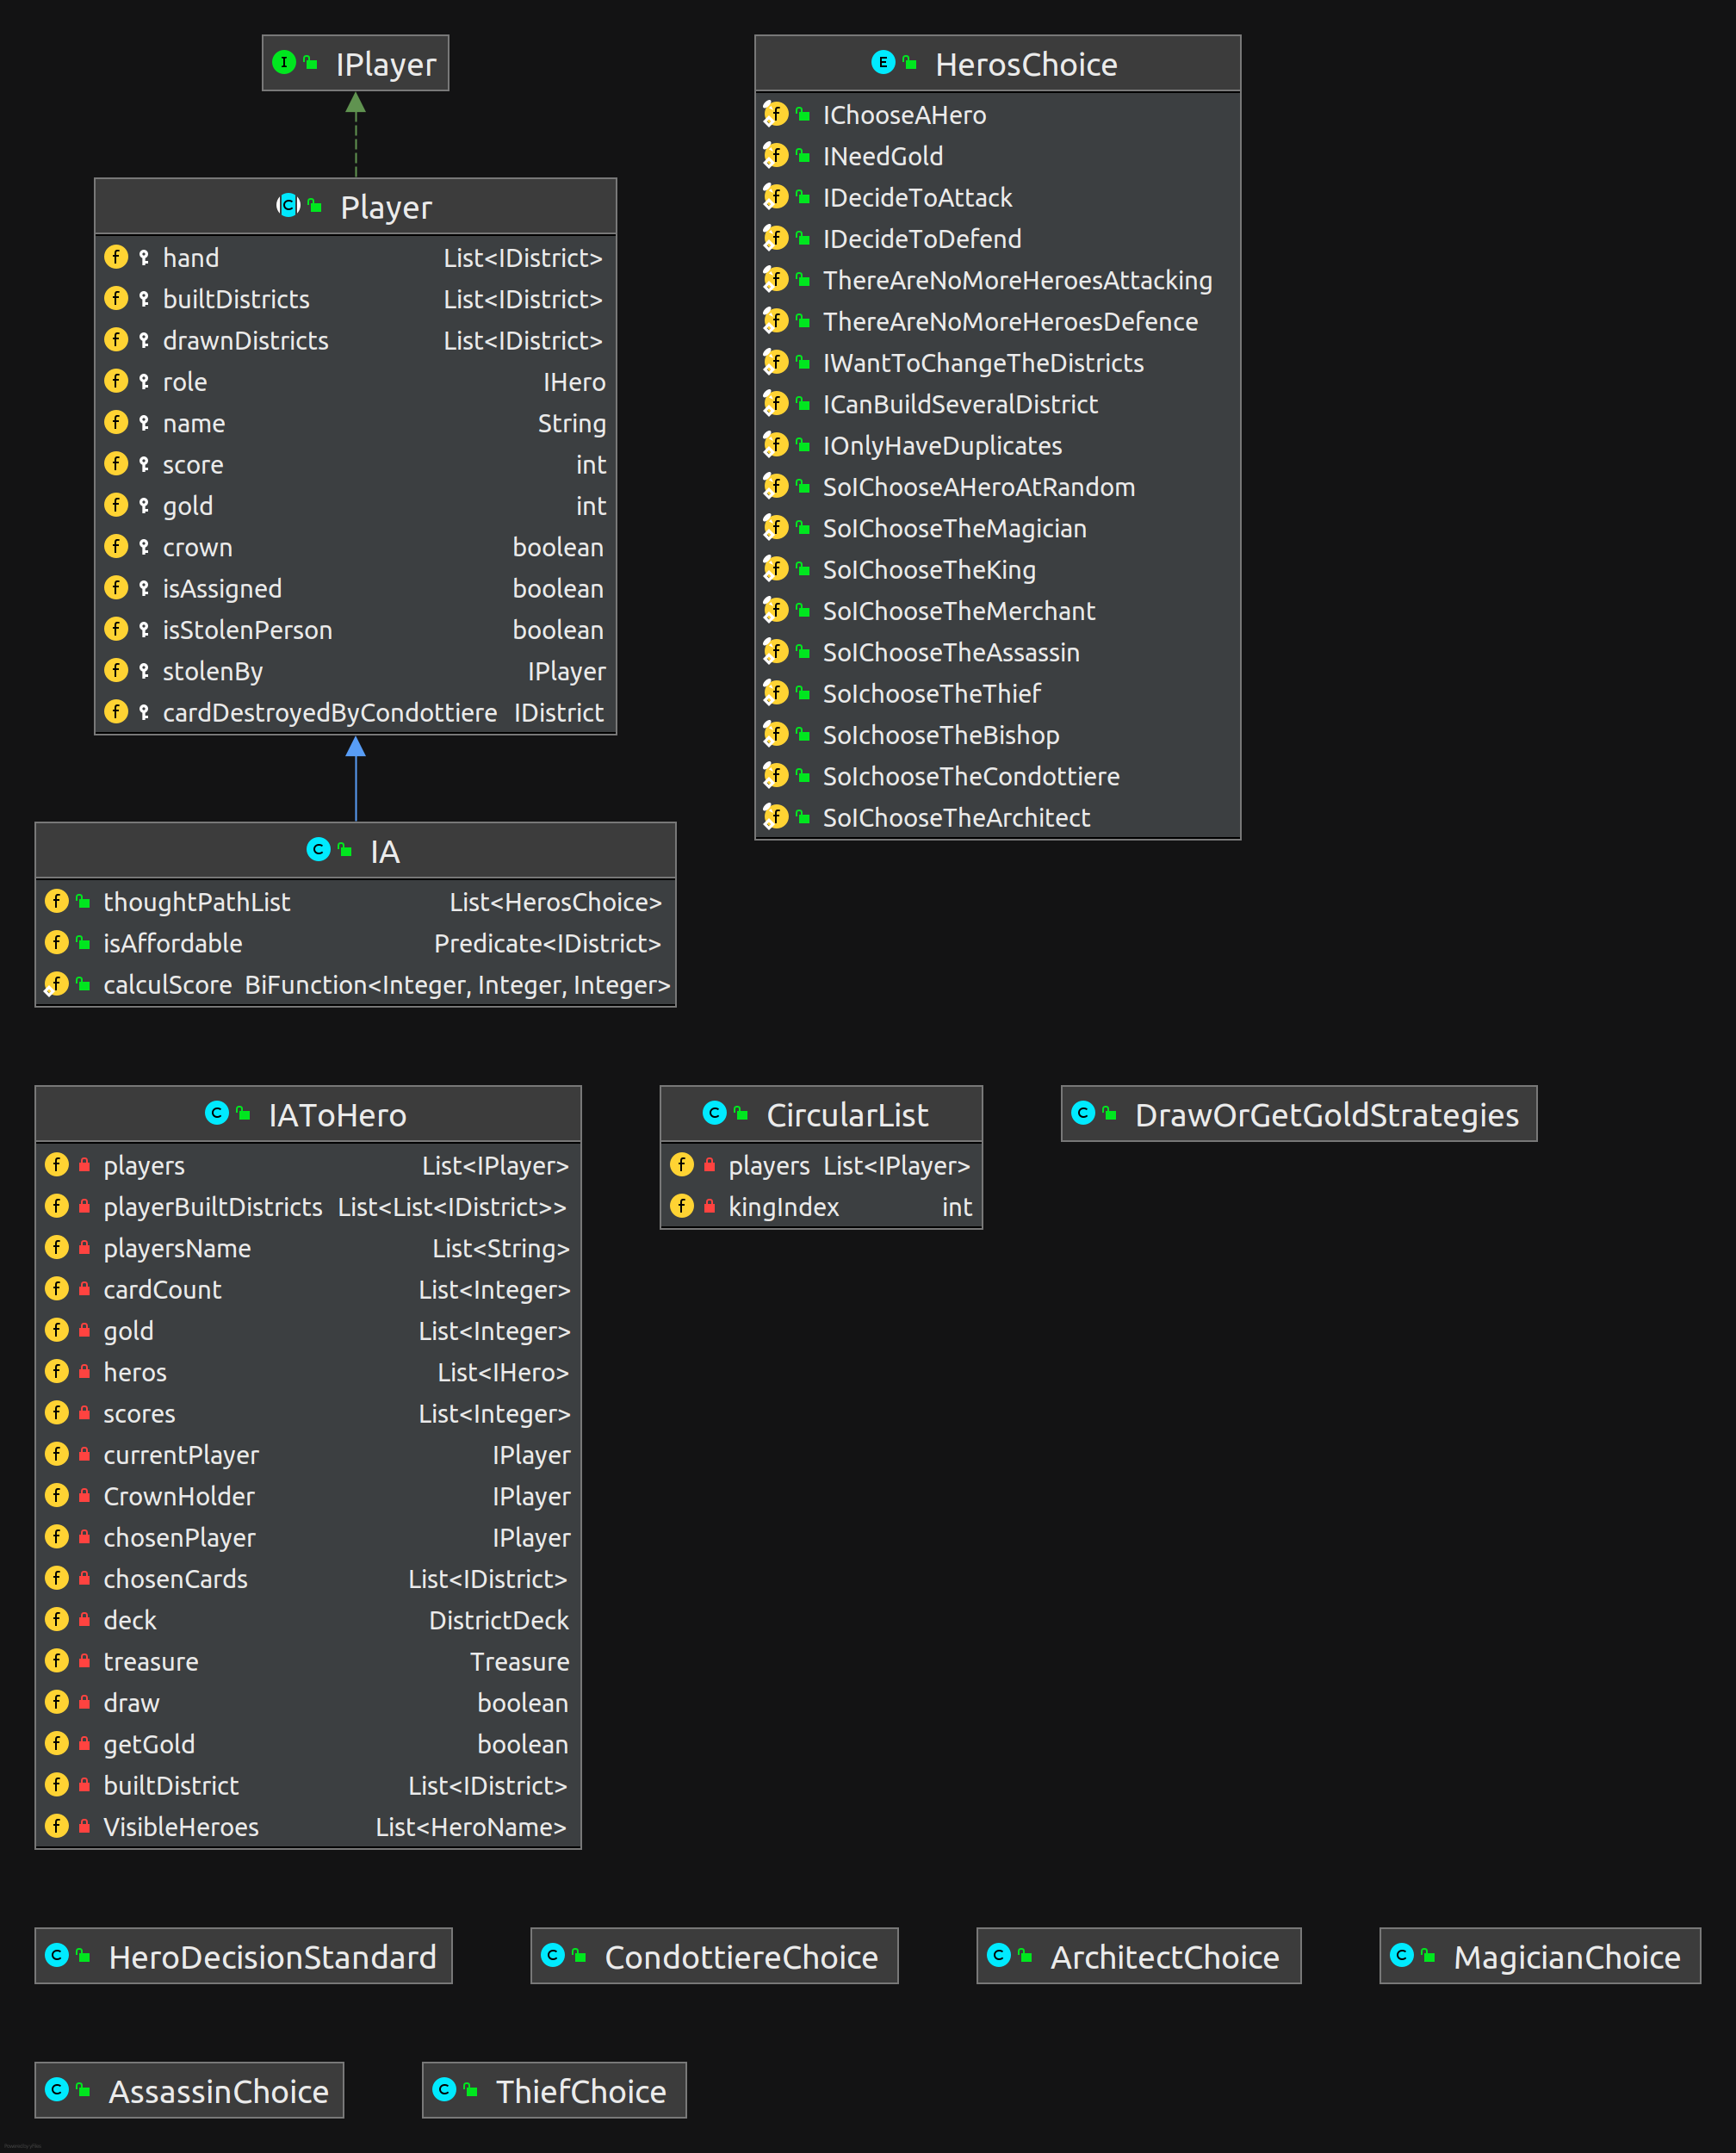 IPlayer
Player
hand List<IDistrict>
builtDistricts List<IDistrict>
drawnDistricts List<IDistrict>
role IHero
name String
score int
gold int
crown boolean
isAssigned boolean
isStolenPerson boolean
stolenBy IPlayer
cardDestroyedByCondottiere IDistrict
IA
thoughtPathList List<HerosChoice>
isAffordable Predicate<IDistrict>
calculScore BiFunction<Integer, Integer, Integer>
HerosChoice
IChooseAHero
INeedGold
IDecideToAttack
IDecideToDefend
ThereAreNoMoreHeroesAttacking
ThereAreNoMoreHeroesDefence
IWantToChangeTheDistricts
ICanBuildSeveralDistrict
IOnlyHaveDuplicates
SoIChooseAHeroAtRandom
SoIChooseTheMagician
SoIChooseTheKing
SoIChooseTheMerchant
SoIChooseTheAssassin
SoIchooseTheThief
SoIchooseTheBishop
SoIchooseTheCondottiere
SoIChooseTheArchitect
IAToHero
players List<IPlayer>
playerBuiltDistricts List<List<IDistrict>>
playersName List<String>
cardCount List<Integer>
gold List<Integer>
heros List<IHero>
scores List<Integer>
currentPlayer IPlayer
CrownHolder IPlayer
chosenPlayer IPlayer
chosenCards List<IDistrict>
deck DistrictDeck
treasure Treasure
draw boolean
getGold boolean
builtDistrict List<IDistrict>
VisibleHeroes List<HeroName>
CircularList
players List<IPlayer>
kingIndex int
DrawOrGetGoldStrategies
HeroDecisionStandard
CondottiereChoice
ArchitectChoice
MagicianChoice
AssassinChoice
ThiefChoice